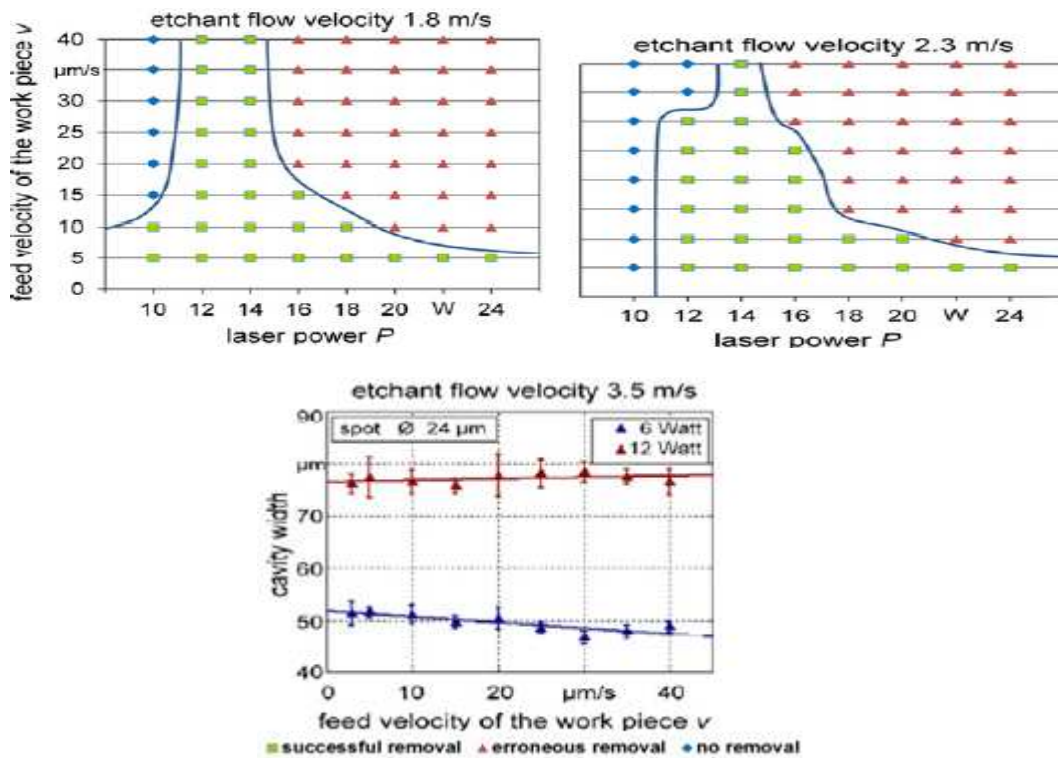 etchant flow velocity 1.8 m/s
feed velocity of the work piece v
40
µm/s
30
25
20
15
10
5
0
10 12 14 16 18 20 W 24
laser power P
etchant flow velocity 2.3 m/s
10 12 14 16 18 20 W 24
laser power P
etchant flow velocity 3.5 m/s
cavity width
90
µm
70
60
50
40
spot Ø 24 µm
6 Watt
12 Watt
0 10 20 µm/s 40
feed velocity of the work piece v
successful removal erroneous removal no removal